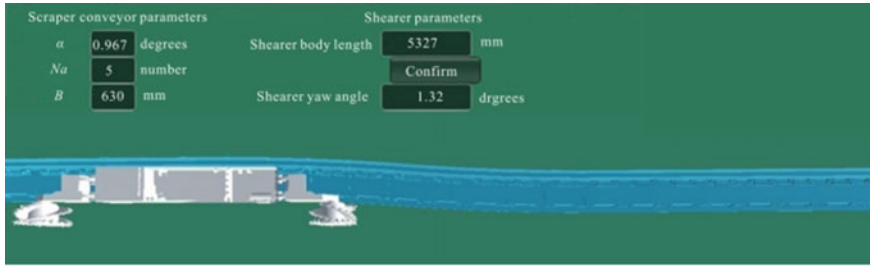 Scraper conveyor parameters
α 0.967 degrees
Na 5 number
B 630 mm
Shearer parameters
Shearer body length 5327 mm
Confirm
Shearer yaw angle 1.32 drgrees